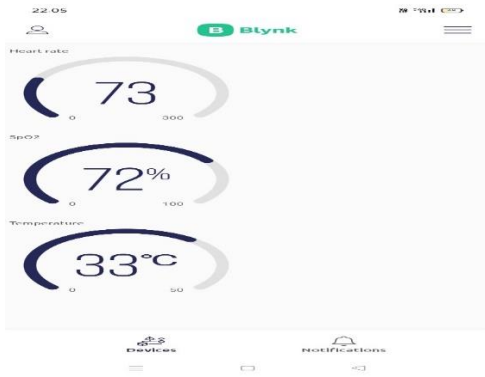 22:05
B Blynk
Heart rate
73
0 300
SpO2
72%
0 100
Temperature
33°C
0 50
Devices Notifications